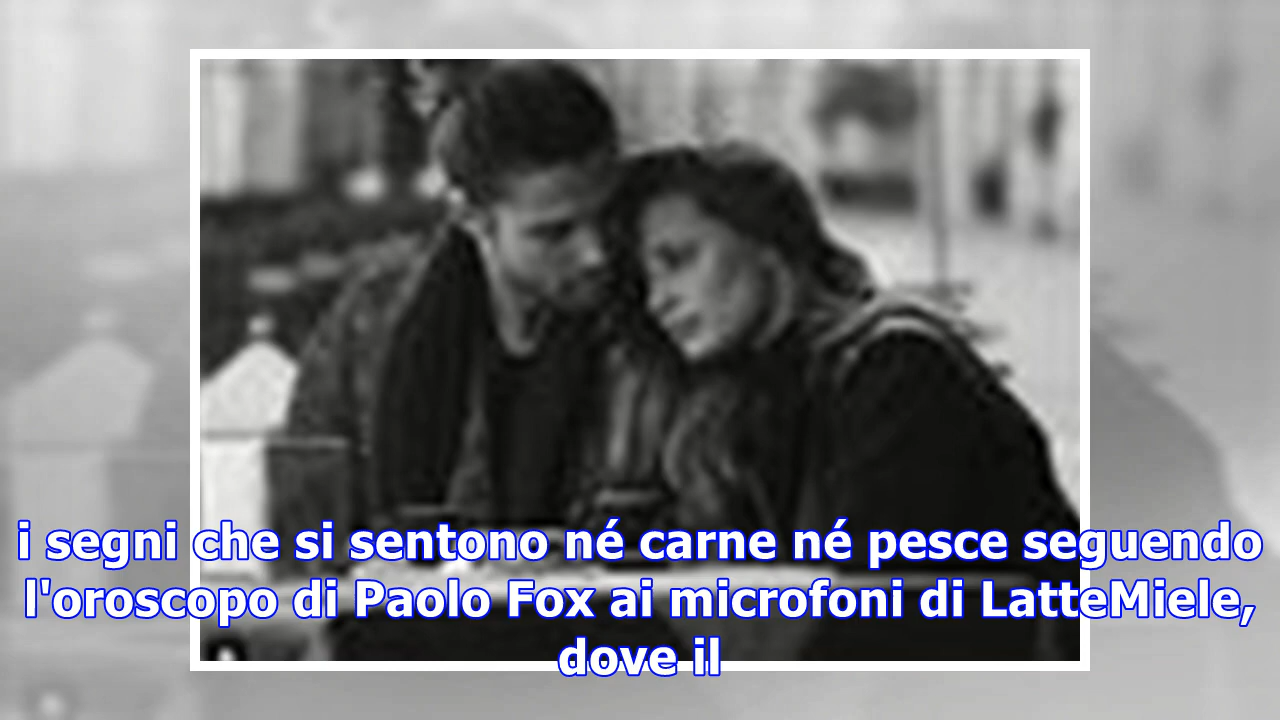 i segni che si sentono né carne né pesce seguendo
l'oroscopo di Paolo Fox ai microfoni di LatteMiele,
dove il